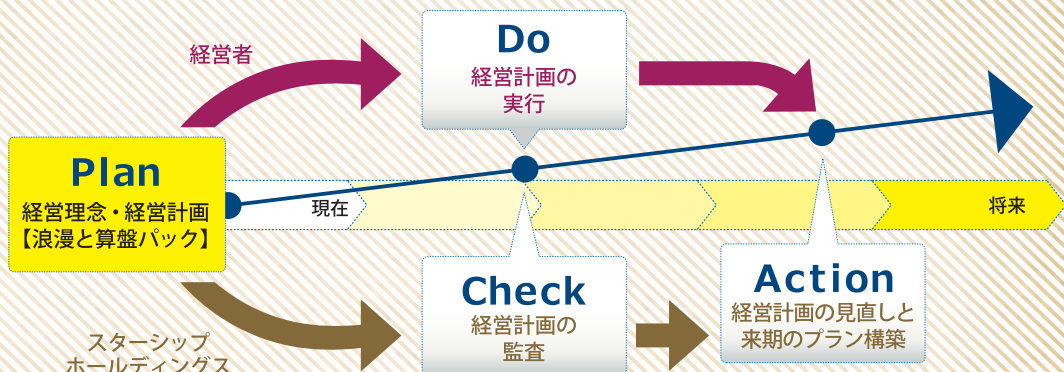 経営者
Do
経営計画の
実行
Plan
経営理念・経営計画
【浪漫と算盤パック】
現在
将来
Check
経営計画の
監査
Action
経営計画の見直しと
来期のプラン構築
スターシップ
ホールディングス